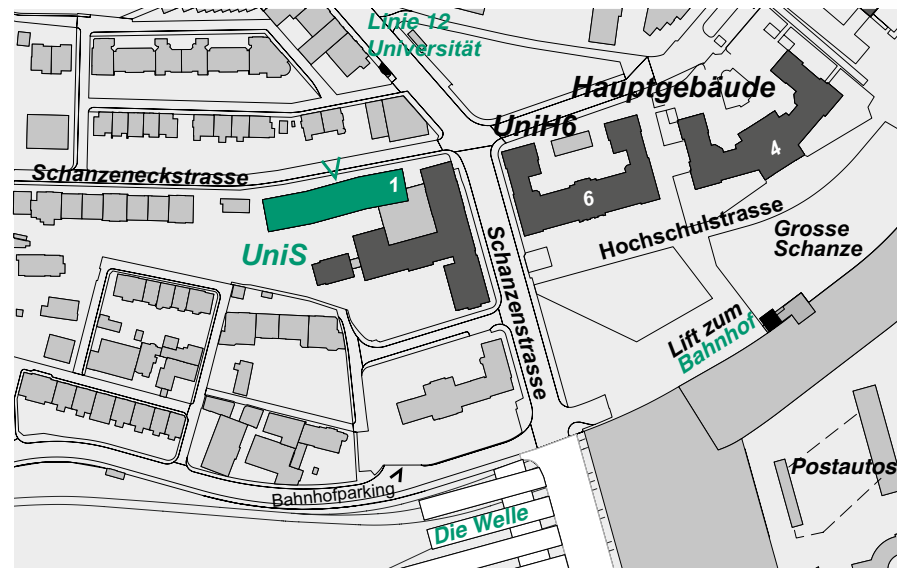 Linie 12
Universität
Hauptgebäude
UniH6
4
Schanzeneckstrasse
1
6
UniS
Hochschulstrasse
Grosse
Schanze
Schanzenstrasse
Lift zum
Bahnhof
Postautos
Bahnhofparking
Die Welle